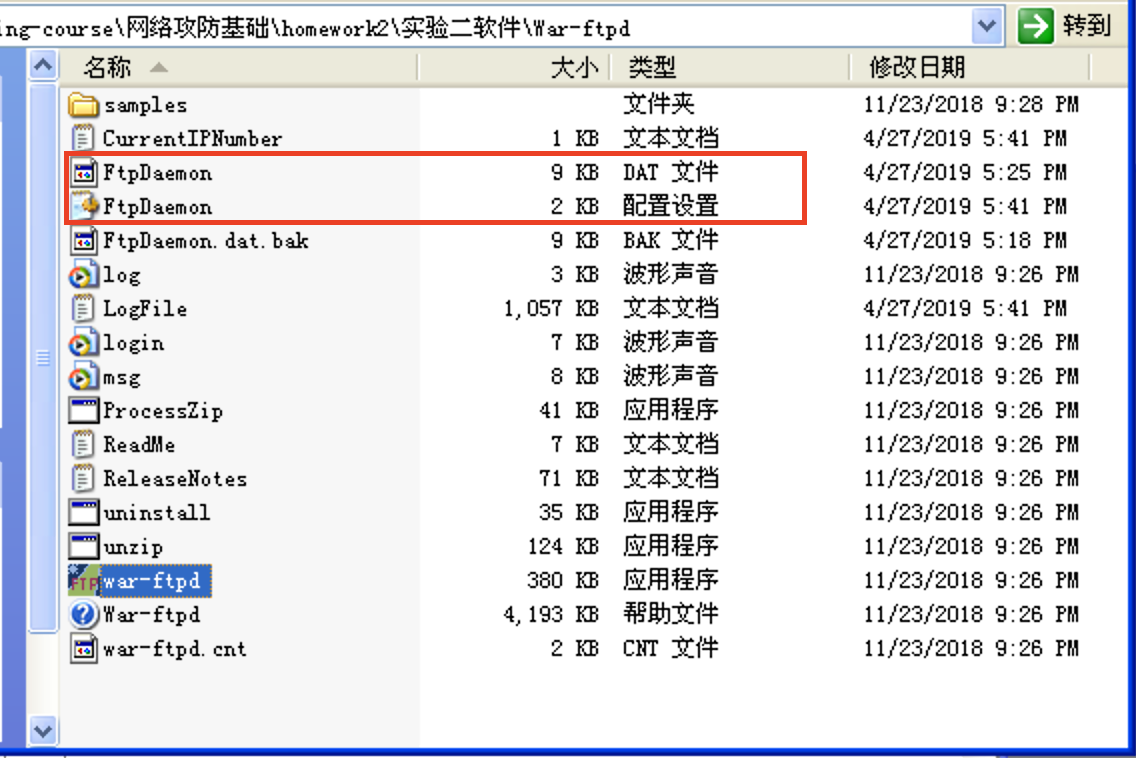 ing-course\网络攻防基础\homework2\实验二软件\War-ftpd 转到
名称 大小 类型 修改日期
samples 文件夹 11/23/2018 9:28 PM
CurrentIPNumber 1 KB 文本文档 4/27/2019 5:41 PM
FtpDaemon 9 KB DAT 文件 4/27/2019 5:25 PM
FtpDaemon 2 KB 配置设置 4/27/2019 5:41 PM
FtpDaemon.dat.bak 9 KB BAK 文件 4/27/2019 5:18 PM
log 3 KB 波形声音 11/23/2018 9:26 PM
LogFile 1,057 KB 文本文档 4/27/2019 5:41 PM
login 7 KB 波形声音 11/23/2018 9:26 PM
msg 8 KB 波形声音 11/23/2018 9:26 PM
ProcessZip 41 KB 应用程序 11/23/2018 9:26 PM
ReadMe 7 KB 文本文档 11/23/2018 9:26 PM
ReleaseNotes 71 KB 文本文档 11/23/2018 9:26 PM
uninstall 35 KB 应用程序 11/23/2018 9:26 PM
unzip 124 KB 应用程序 11/23/2018 9:26 PM
FTP war-ftpd 380 KB 应用程序 11/23/2018 9:26 PM
War-ftpd 4,193 KB 帮助文件 11/23/2018 9:26 PM
war-ftpd.cnt 2 KB CNT 文件 11/23/2018 9:26 PM